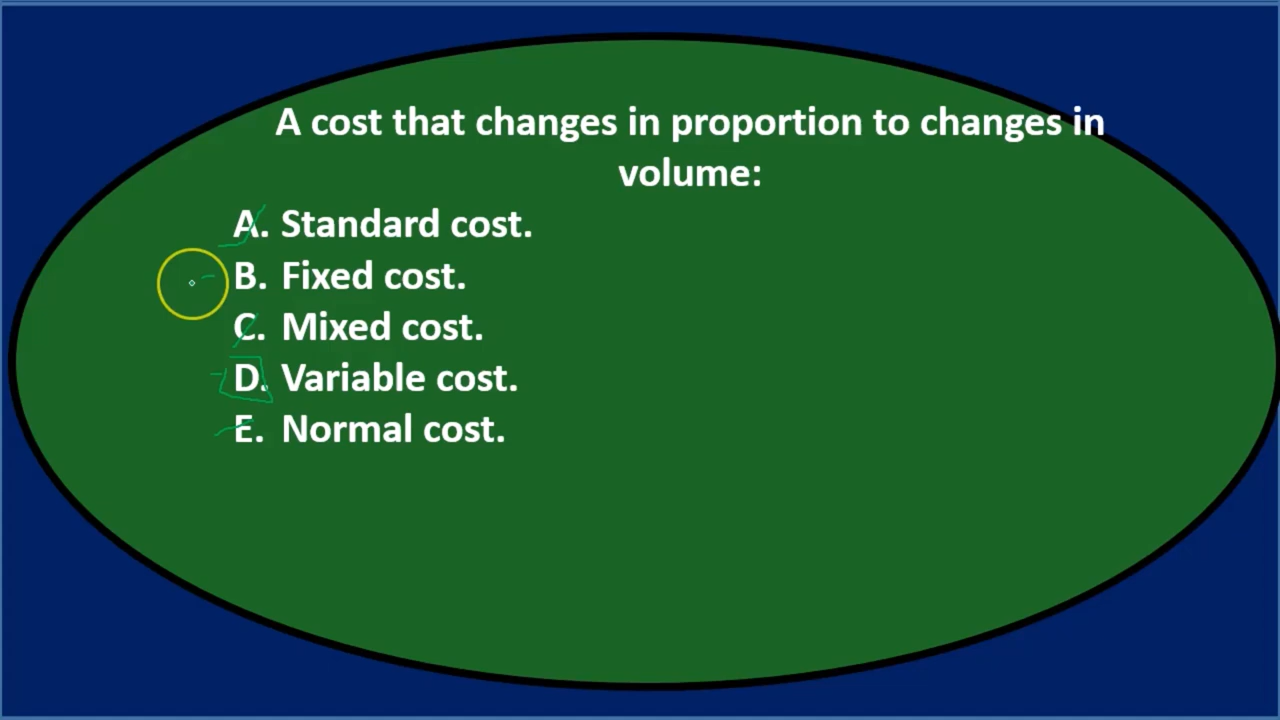 A cost that changes in proportion to changes in
volume:
A. Standard cost.
B. Fixed cost.
C. Mixed cost.
D. Variable cost.
E. Normal cost.